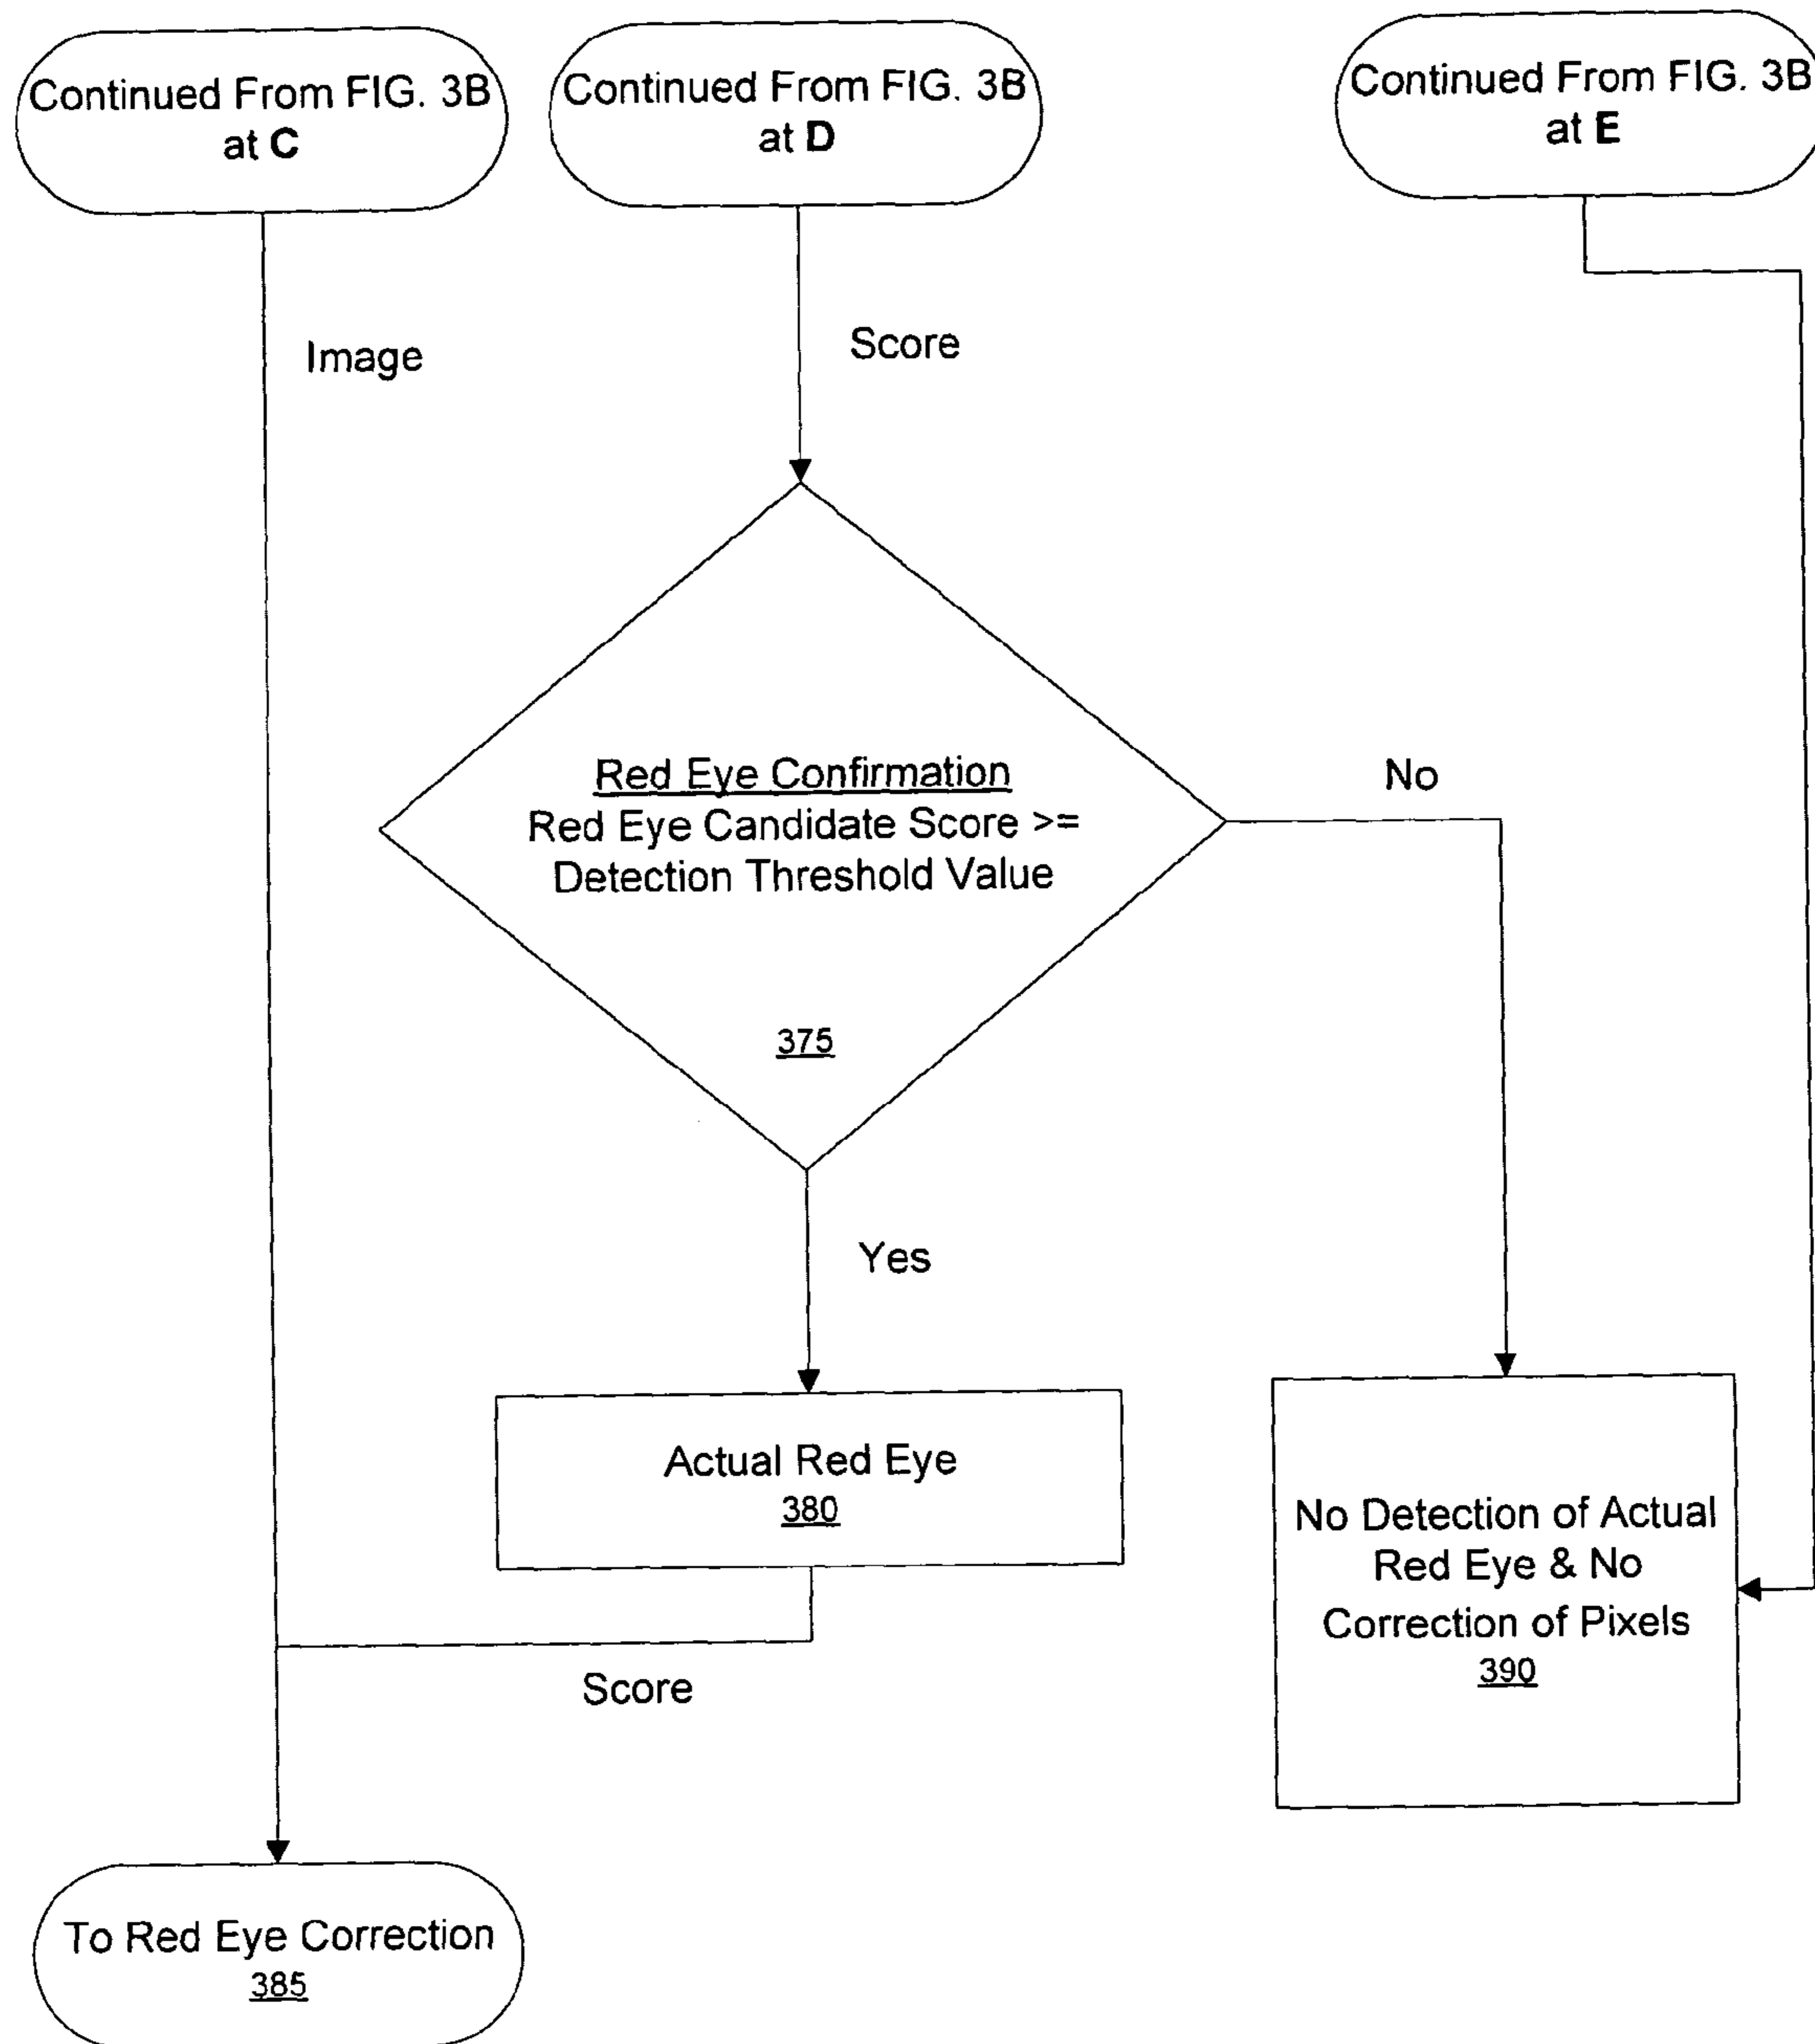 Continued From FIG. 3B
at C
Continued From FIG. 3B
at D
Continued From FIG. 3B
at E
Image
Score
Red Eye Confirmation
Red Eye Candidate Score >=
Detection Threshold Value
375
No
Yes
Actual Red Eye
380
No Detection of Actual
Red Eye & No
Correction of Pixels
390
Score
To Red Eye Correction
385